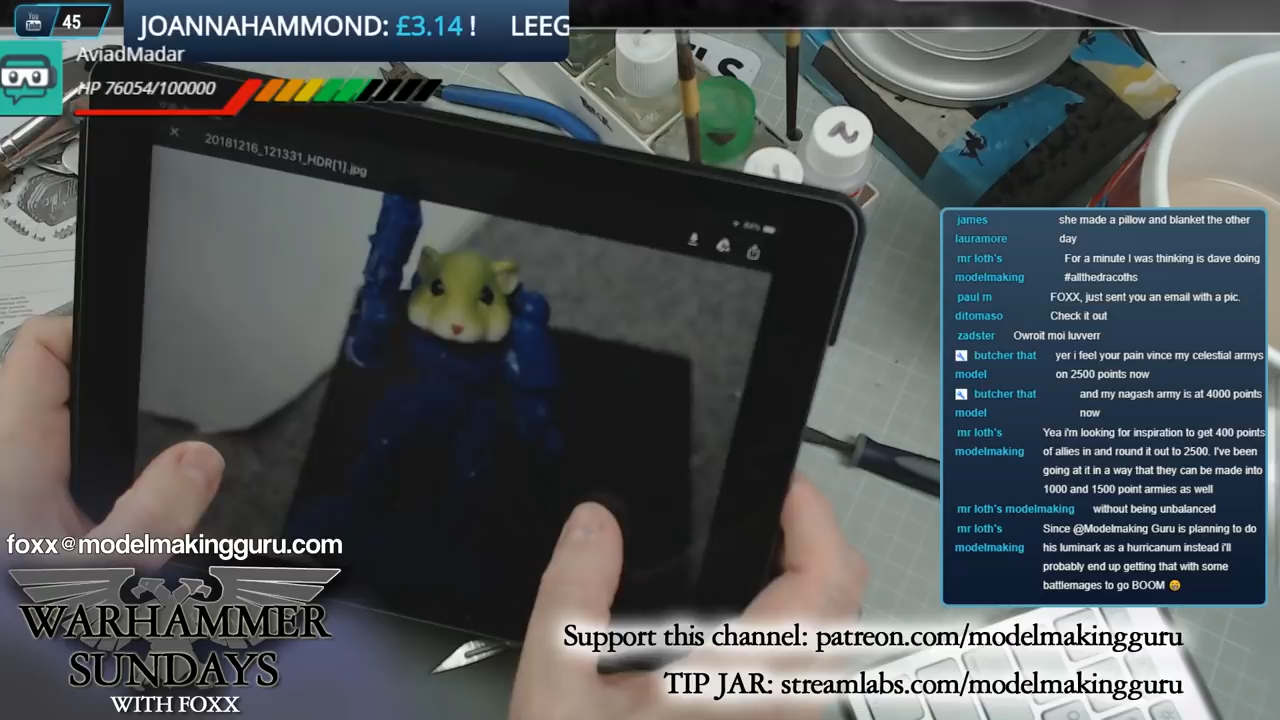 You Tube
45
JOANNAHAMMOND: £3.14 ! LEEG
AviadMadar
HP 76054/100000
20181216_121331_HDR[1].jpg
2
james she made a pillow and blanket the other
lauramore day
mr loth's For a minute I was thinking is dave doing
modelmaking #allthedracoths
paul m FOXX, just sent you an email with a pic.
ditomaso Check it out
zadster Owroit moi luvverr
butcher that yer i feel your pain vince my celestial armys
model on 2500 points now
butcher that and my nagash army is at 4000 points
model now
mr loth's Yea i'm looking for inspiration to get 400 points
modelmaking of allies in and round it out to 2500. I've been
going at it in a way that they can be made into
1000 and 1500 point armies as well
mr loth's modelmaking without being unbalanced
mr loth's Since @Modelmaking Guru is planning to do
modelmaking his luminark as a hurricanum instead i'll
probably end up getting that with some
battlemages to go BOOM 😄
foxx@modelmakingguru.com
WARHAMMER
SUNDAYS
WITH FOXX
Support this channel: patreon.com/modelmakingguru
TIP JAR: streamlabs.com/modelmakingguru